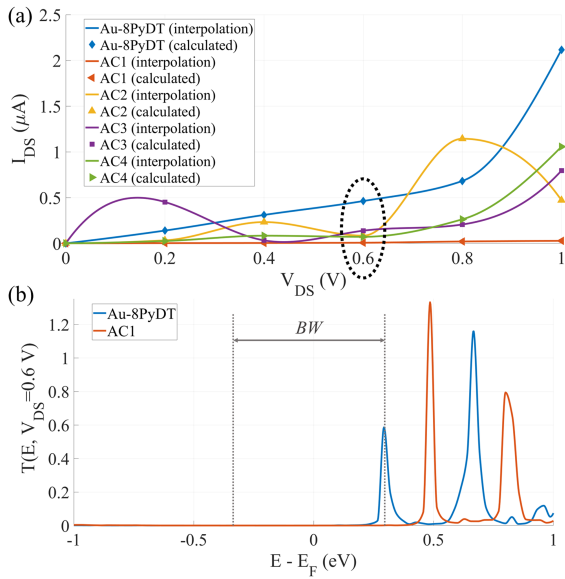 (a)
2.5
2
1.5
1
0.5
0
I_DS (μA)
Au-8PyDT (interpolation)
Au-8PyDT (calculated)
AC1 (interpolation)
AC1 (calculated)
AC2 (interpolation)
AC2 (calculated)
AC3 (interpolation)
AC3 (calculated)
AC4 (interpolation)
AC4 (calculated)
0 0.2 0.4 0.6 0.8 1
V_DS (V)
(b)
1.2
1
0.8
0.6
0.4
0.2
0
T(E, V_DS=0.6 V)
Au-8PyDT
AC1
BW
-1 -0.5 0 0.5 1
E - E_F (eV)